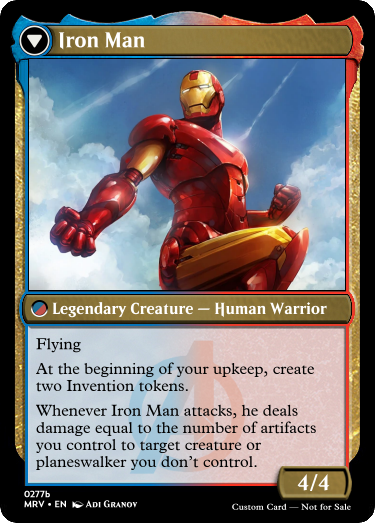 Iron Man
Legendary Creature — Human Warrior
Flying
At the beginning of your upkeep, create
two Invention tokens.
Whenever Iron Man attacks, he deals
damage equal to the number of artifacts
you control to target creature or
planeswalker you don't control.
4/4
0277b
MRV • EN Adi Granov
Custom Card — Not for Sale